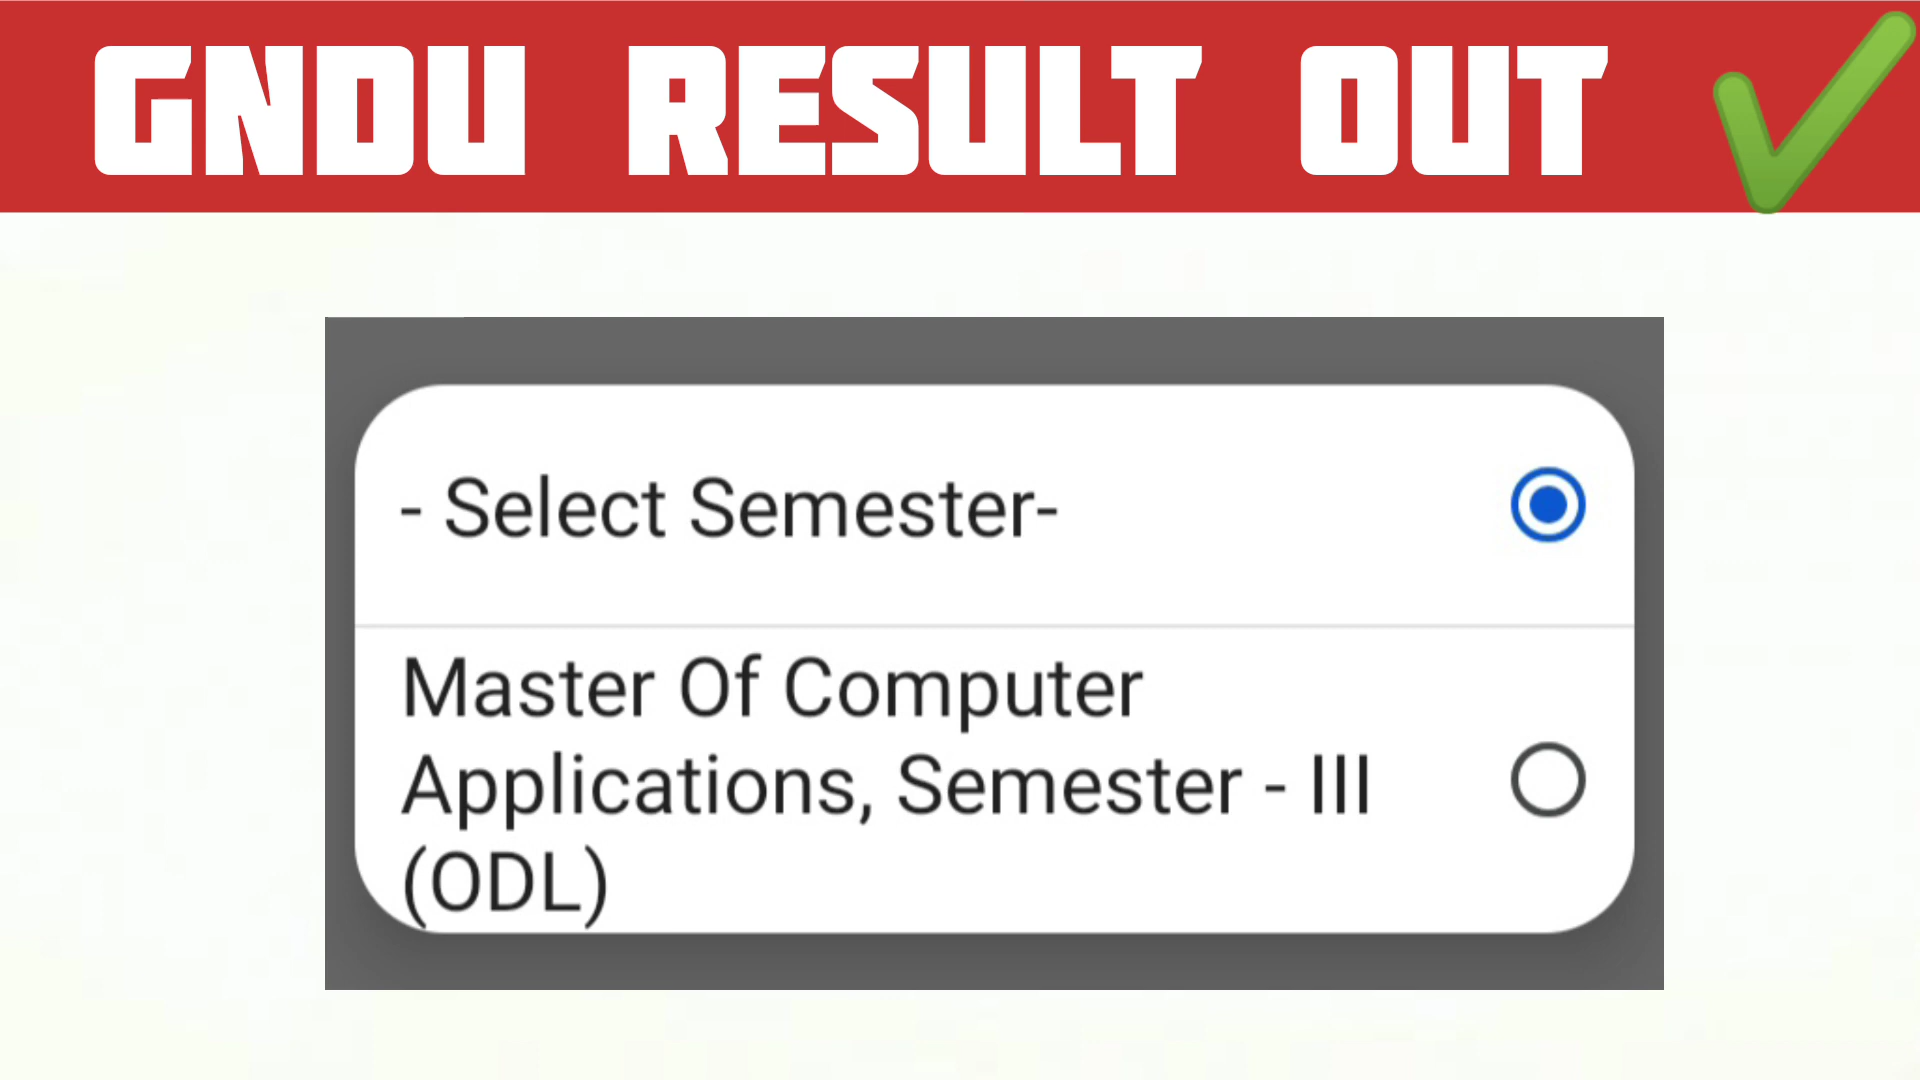 GNDU RESULT OUT
- Select Semester-
Master Of Computer
Applications, Semester - III
(ODL)